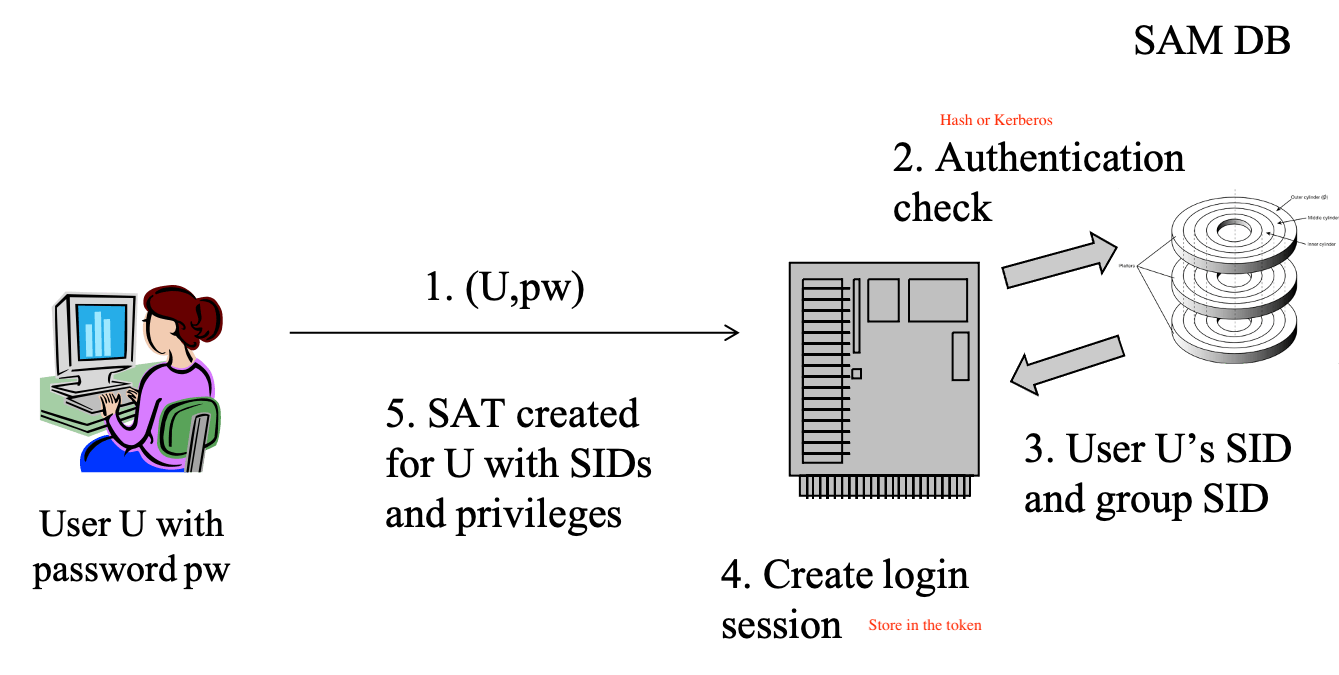 SAM DB
Hash or Kerberos
2. Authentication
check
Outer cylinder (Ø)
Middle cylinder
Inner cylinder
Platters
1. (U,pw)
5. SAT created
for U with SIDs
and privileges
3. User U’s SID
and group SID
User U with
password pw
4. Create login
session
Store in the token